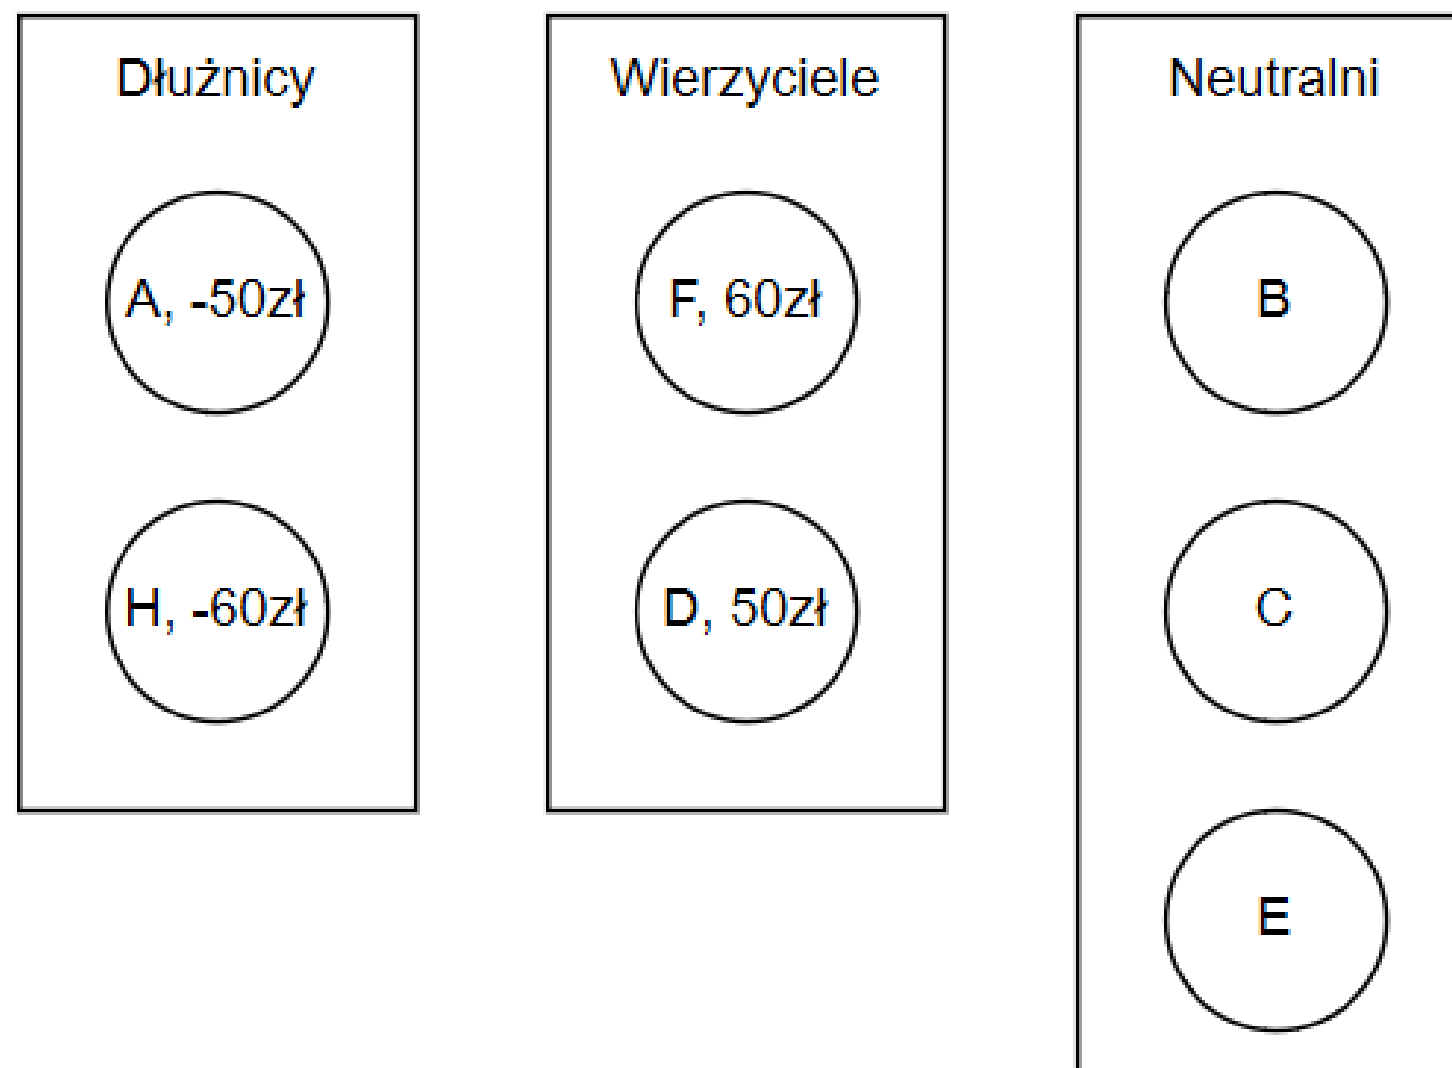 Dłużnicy
A, -50zł
H, -60zł
Wierzyciele
F, 60zł
D, 50zł
Neutralni
B
C
E